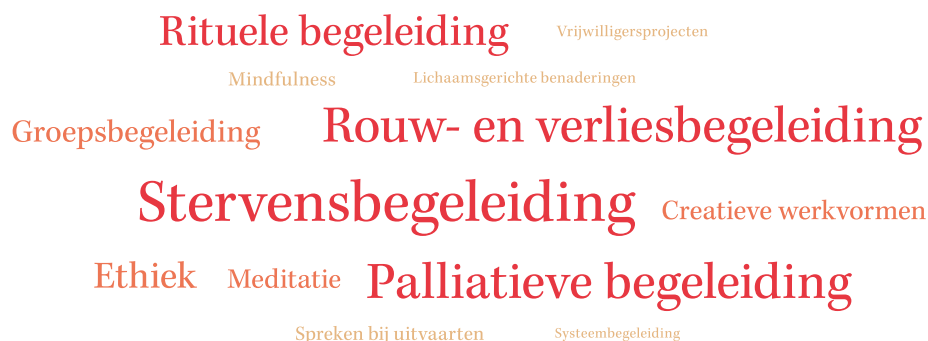 Rituele begeleiding
Vrijwilligersprojecten
Mindfulness
Lichaamsgerichte benaderingen
Groepsbegeleiding
Rouw- en verliesbegeleiding
Stervensbegeleiding
Creatieve werkvormen
Ethiek
Meditatie
Palliatieve begeleiding
Spreken bij uitvaarten
Systeembegeleiding